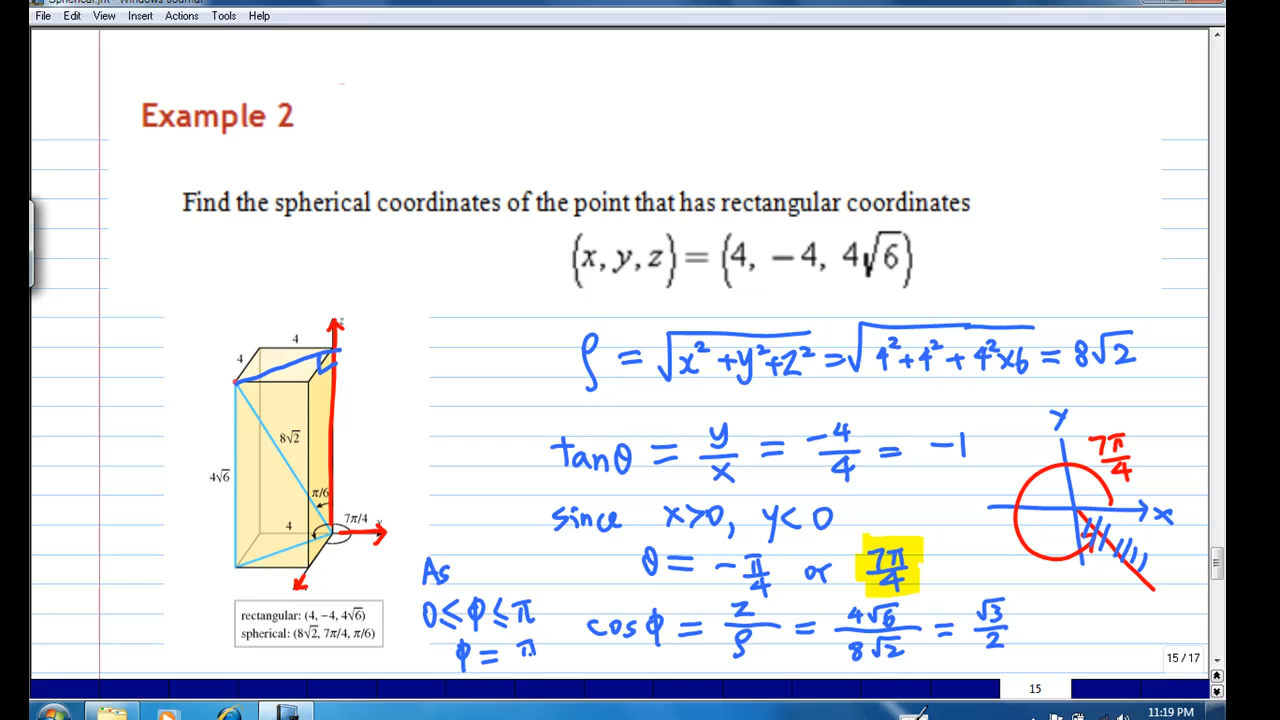 Spherical.jnt - Windows Journal
File Edit View Insert Actions Tools Help
Example 2
Find the spherical coordinates of the point that has rectangular coordinates
(x, y, z) = (4, −4, 4√6)
ρ = √(x² + y² + z²) = √(4² + 4² + 4²×6) = 8√2
tanθ = y/x = −4/4 = −1
since x>0, y<0
θ = −π/4 or 7π/4
As
0 ≤ φ ≤ π
cosφ = z/ρ = 4√6/8√2 = √3/2
φ = π
z
4
4
8√2
4√6
π/6
7π/4
y
4
rectangular: (4, −4, 4√6)
spherical: (8√2, 7π/4, π/6)
y
7π/4
x
15 / 17
15
11:19 PM